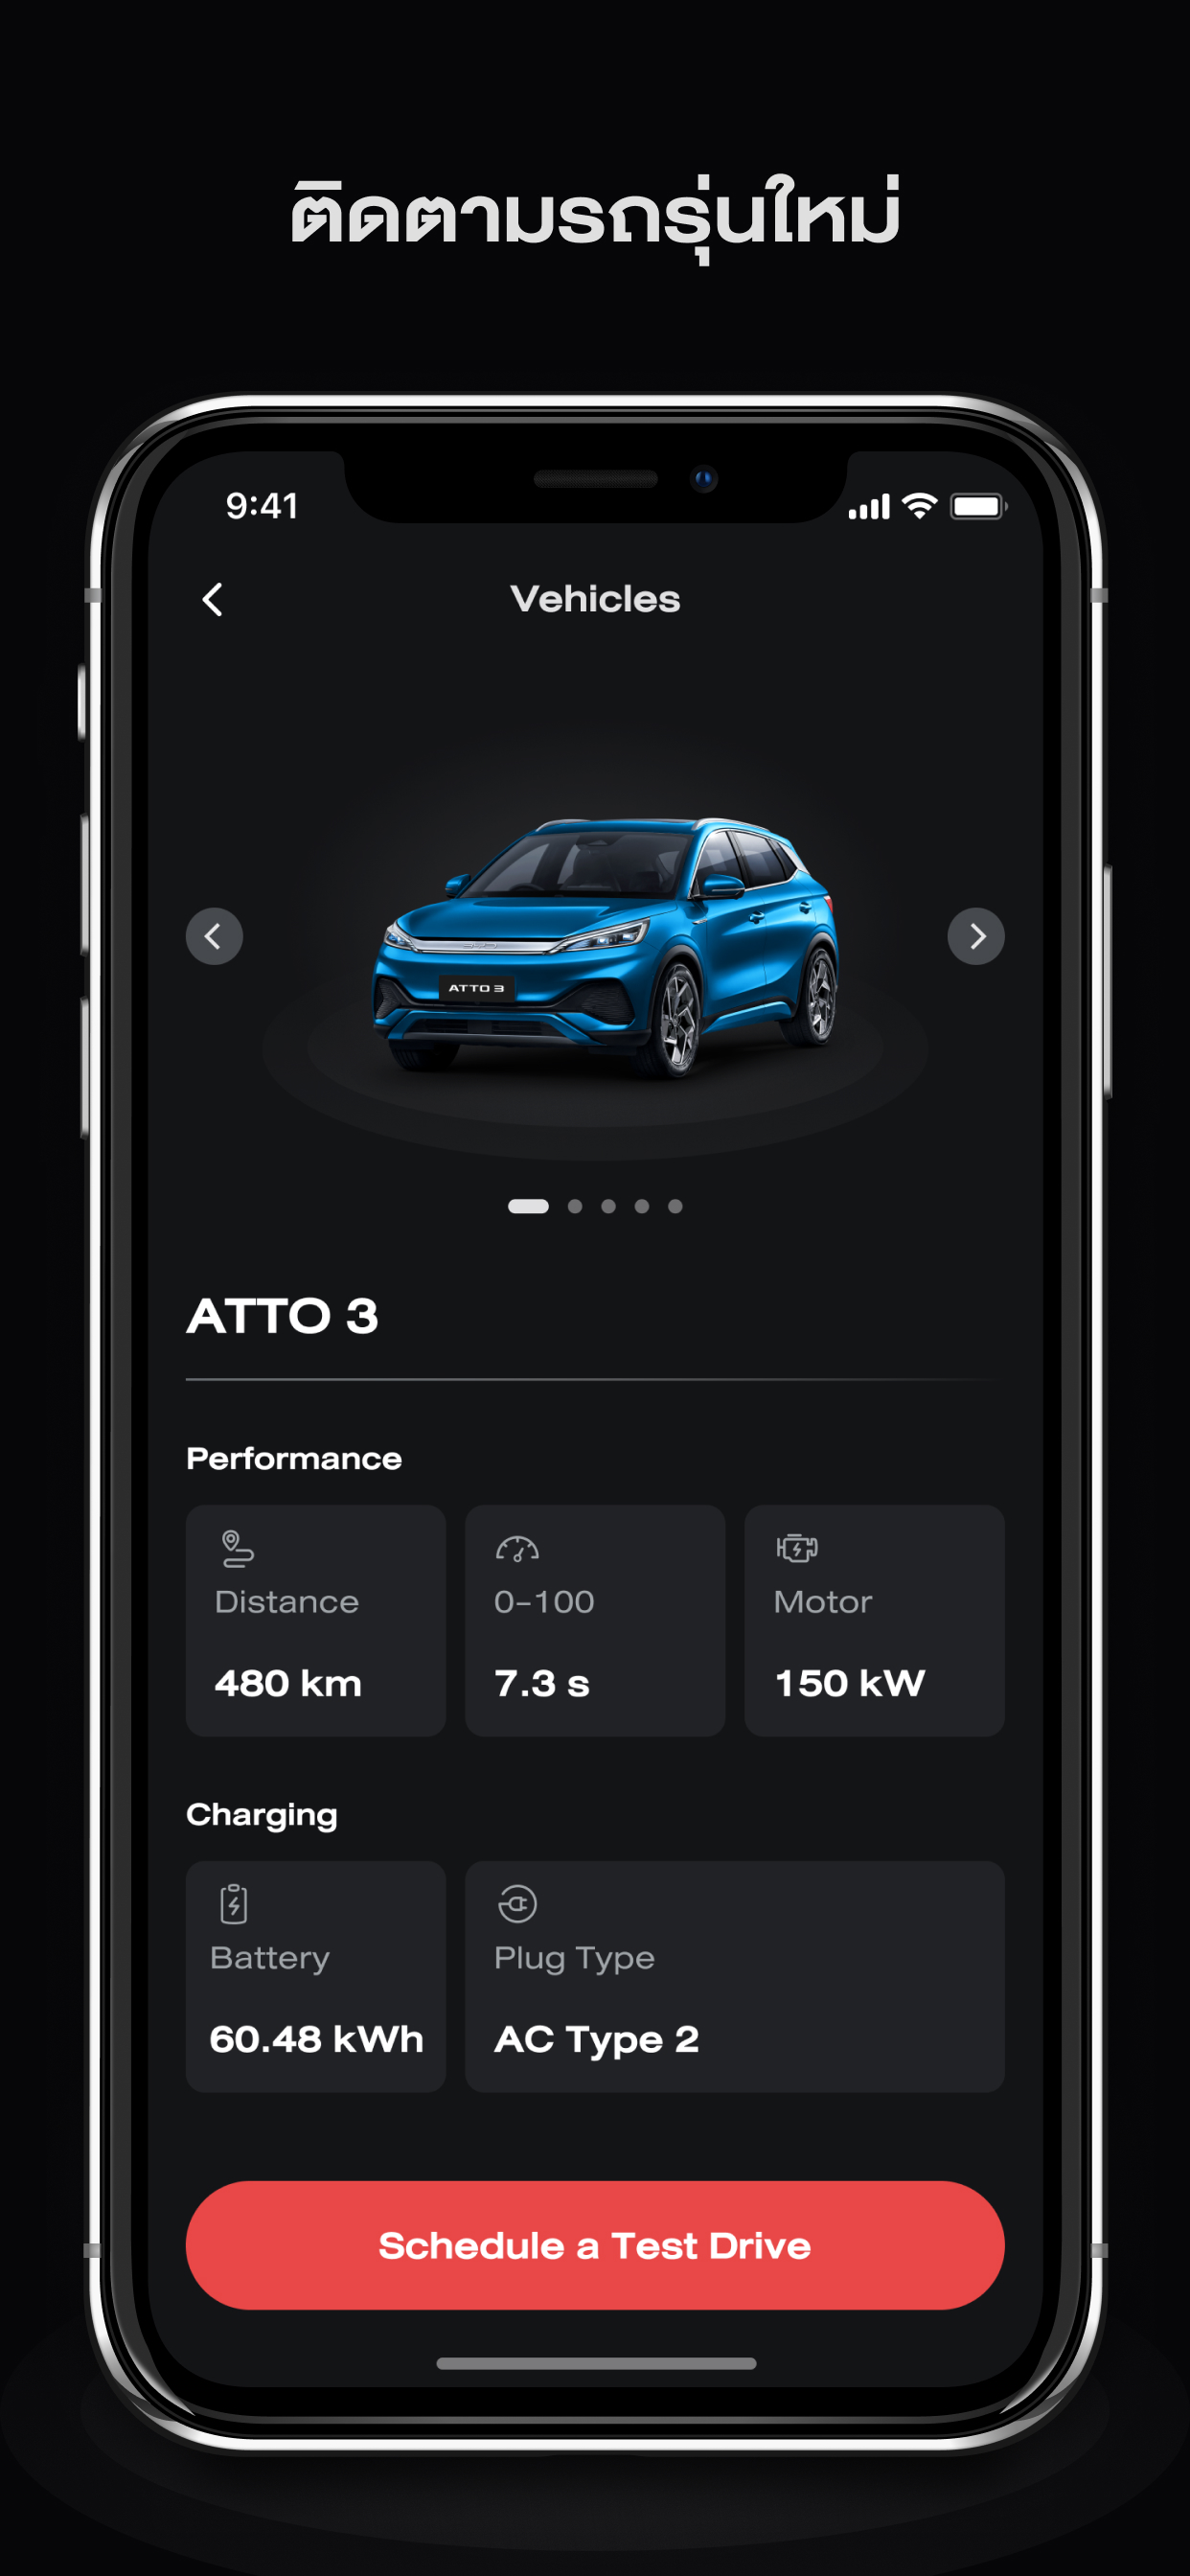 ติดตามรถรุ่นใหม่
9:41
Vehicles
BYD
ATTO 3
ATTO 3
Performance
Distance
0-100
Motor
480 km
7.3 s
150 kW
Charging
Battery
Plug Type
60.48 kWh
AC Type 2
Schedule a Test Drive